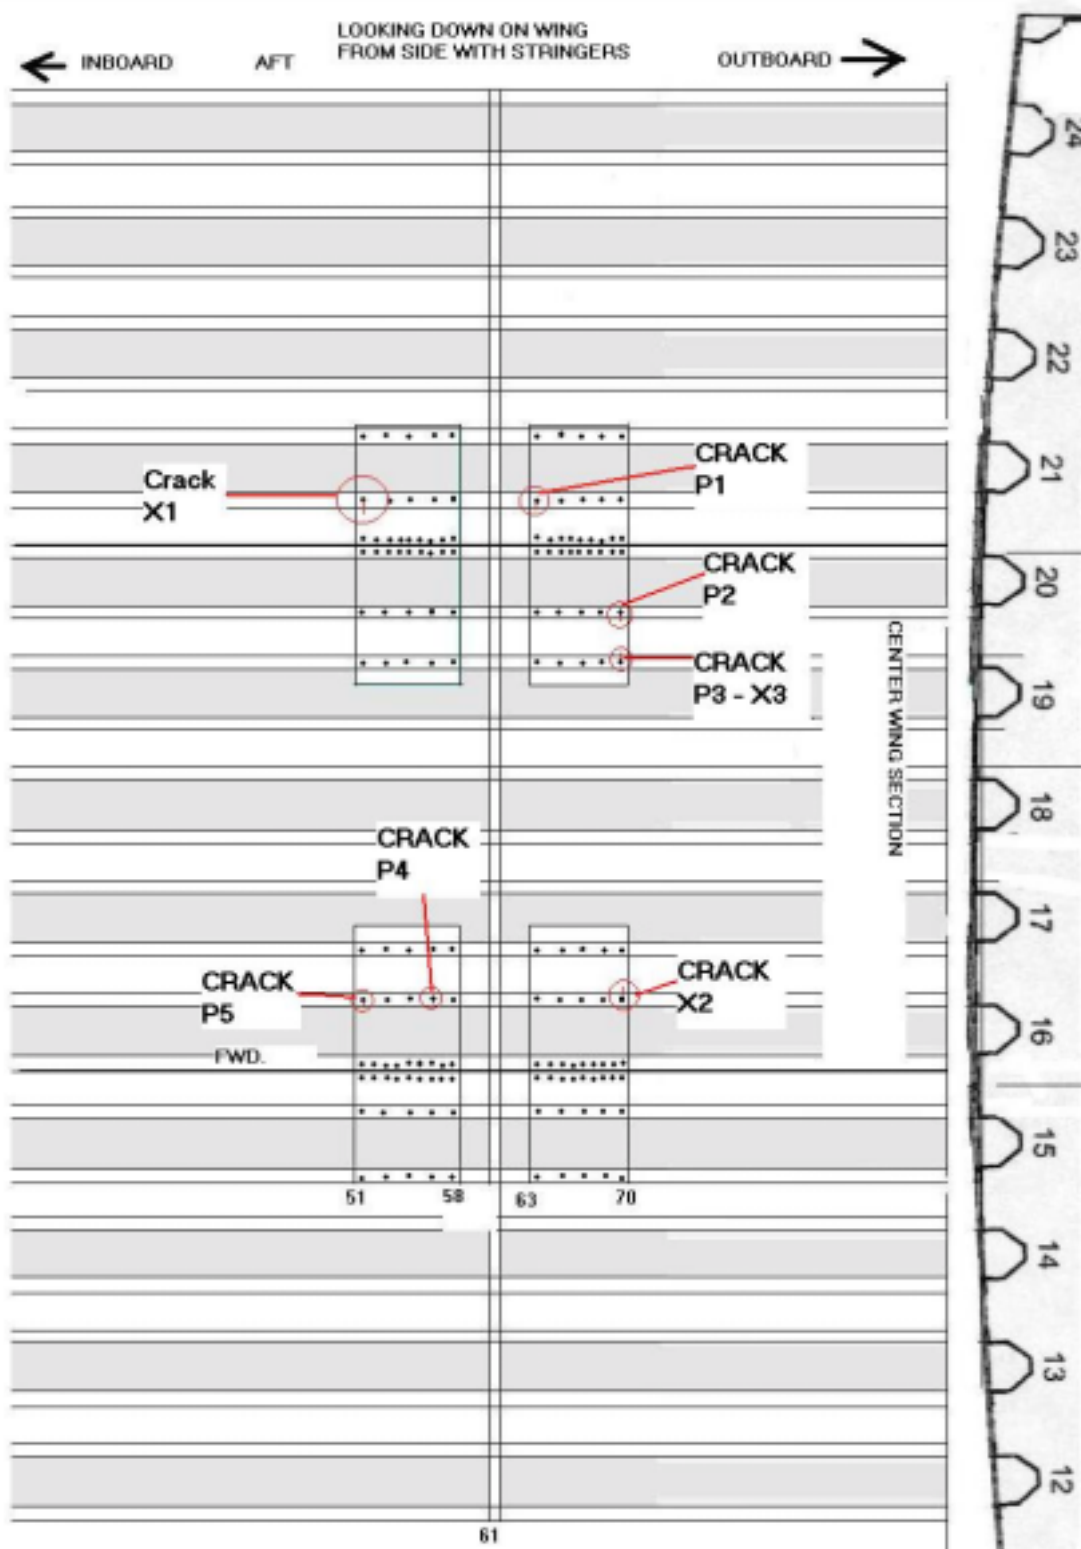 LOOKING DOWN ON WING
FROM SIDE WITH STRINGERS
INBOARD
AFT
OUTBOARD
24
23
22
21
Crack
X1
CRACK
P1
20
CRACK
P2
CRACK
P3 - X3
19
CENTER WING SECTION
18
CRACK
P4
17
CRACK
P5
CRACK
X2
16
FWD.
15
51
58
63
70
14
13
12
61